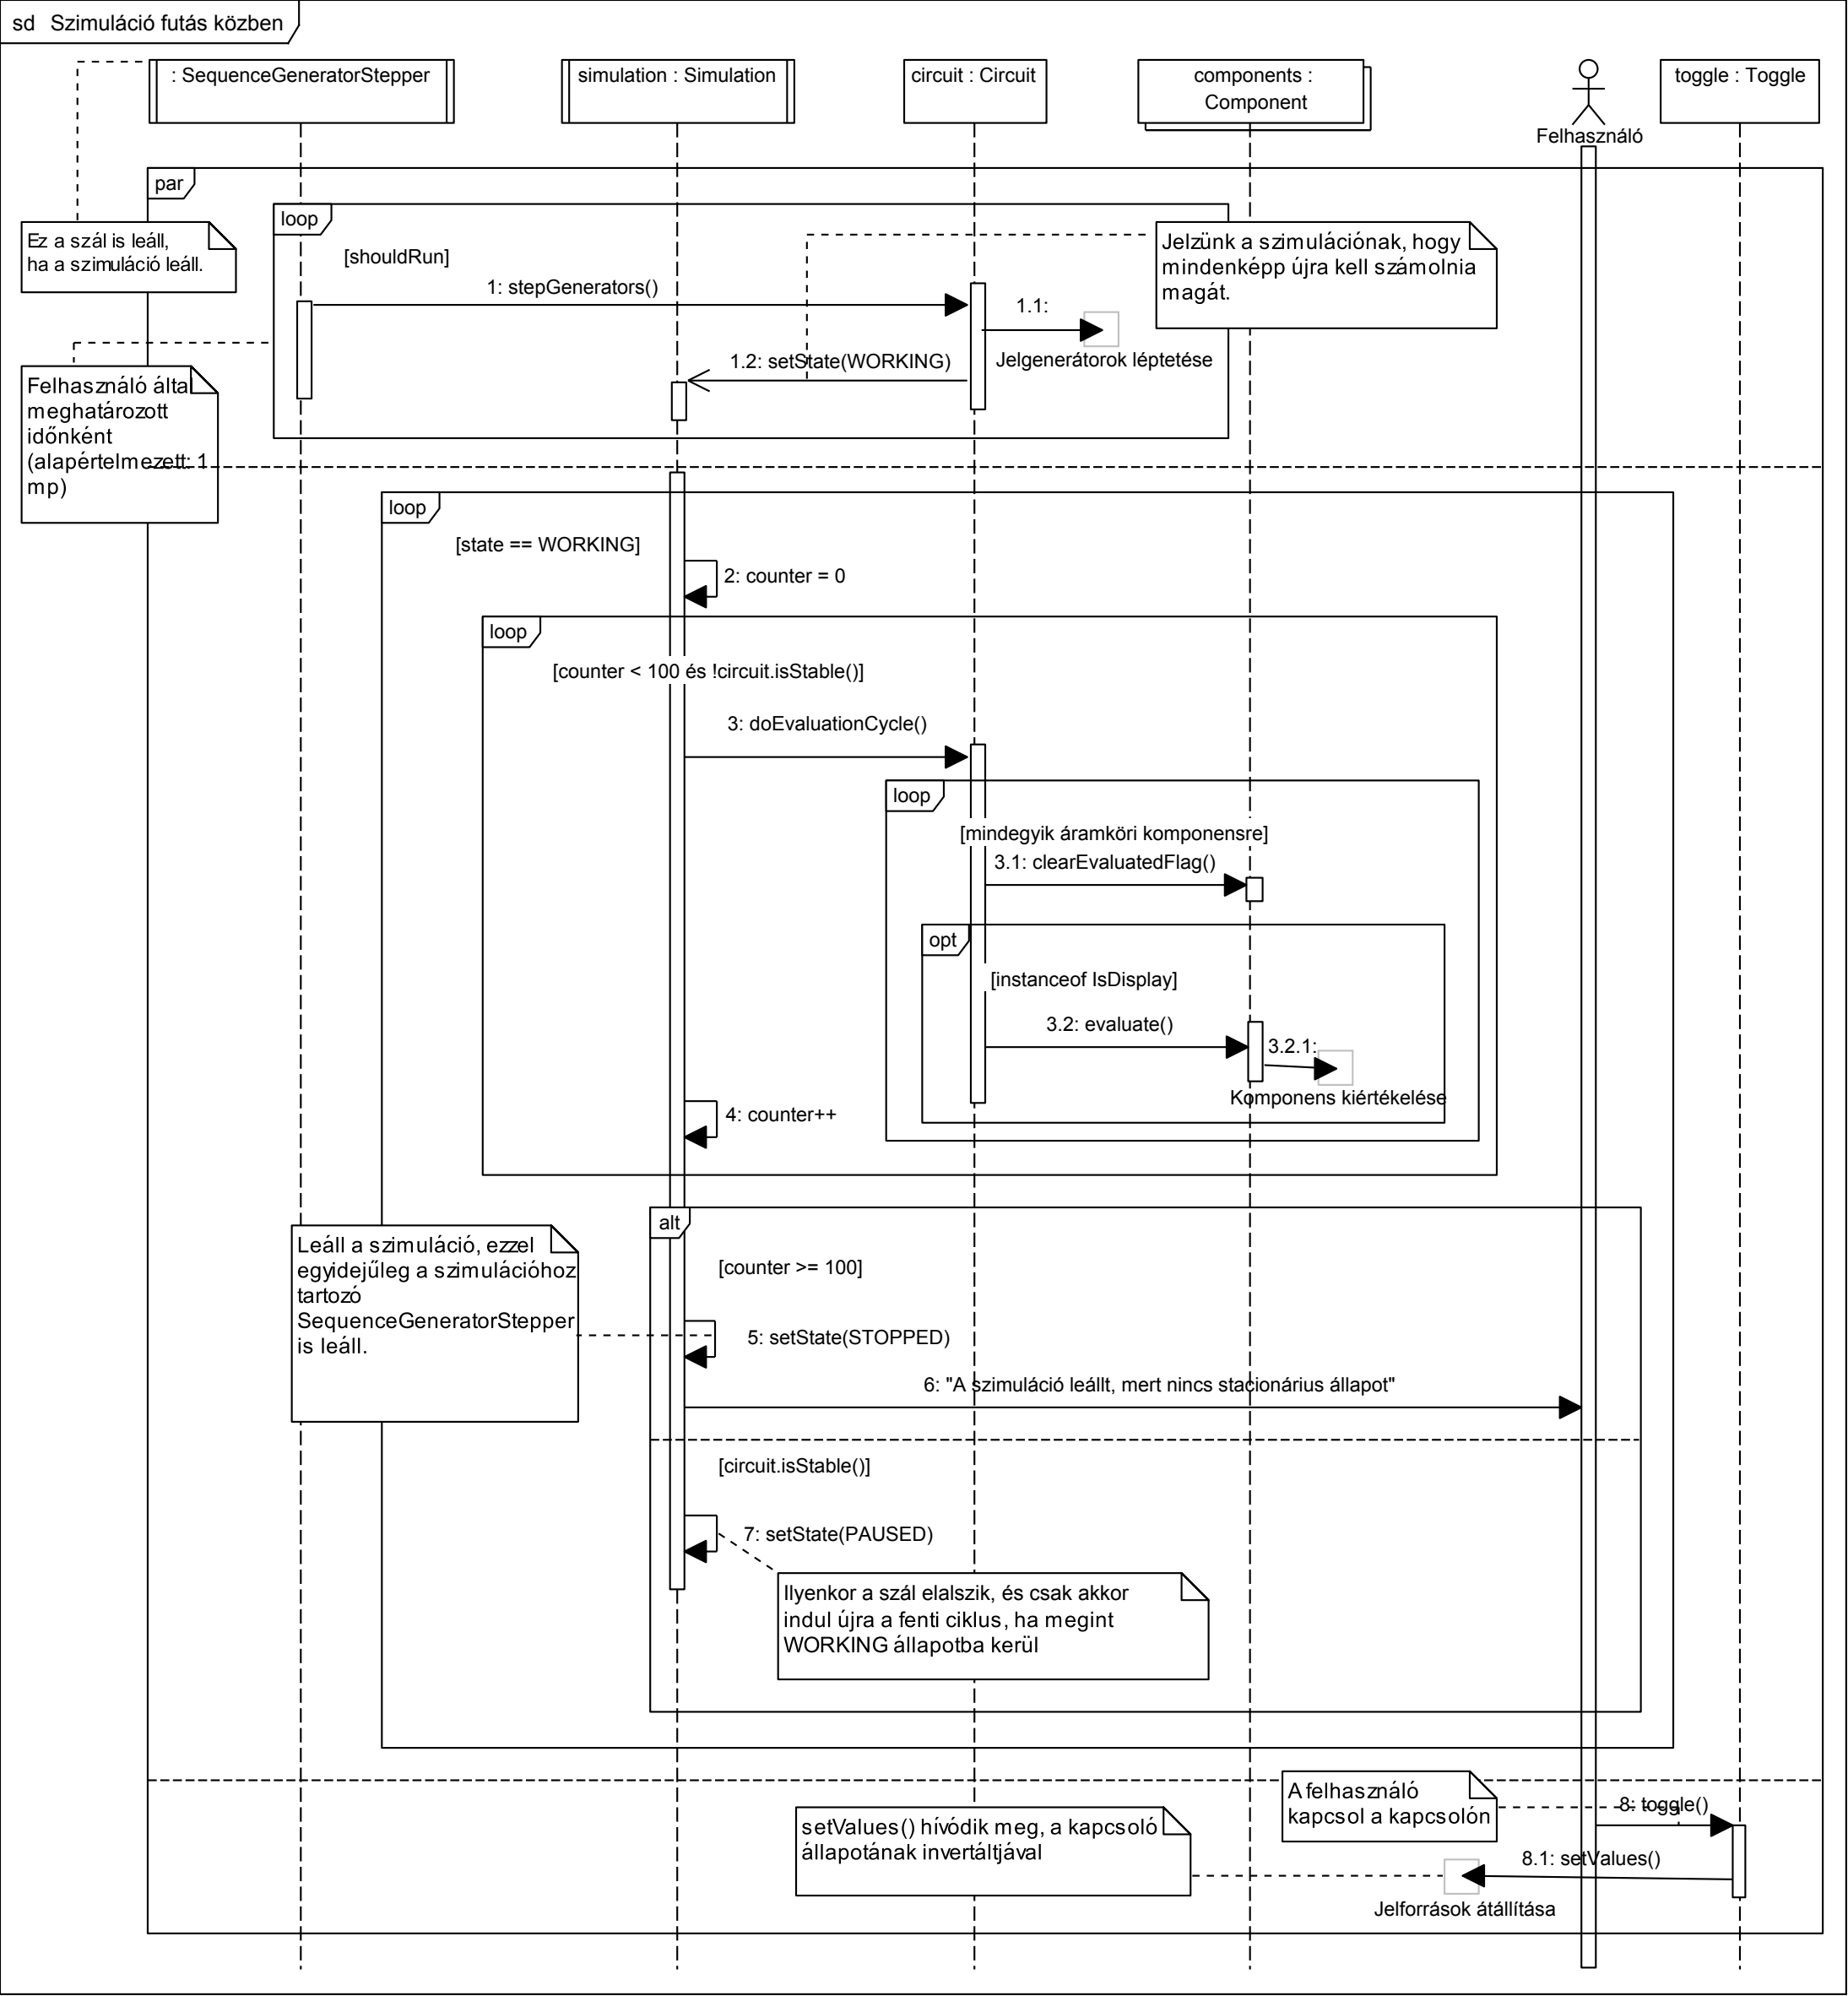 sd Szimuláció futás közben
: SequenceGeneratorStepper
simulation : Simulation
circuit : Circuit
components :
Component
Felhasználó
toggle : Toggle
par
loop
Ez a szál is leáll,
ha a szimuláció leáll.
[shouldRun]
Jelzünk a szimulációnak, hogy
mindenképp újra kell számolnia
magát.
1: stepGenerators()
1.1:
Jelgenerátorok léptetése
1.2: setState(WORKING)
Felhasználó által
meghatározott
időnként
(alapértelmezett: 1
mp)
loop
[state == WORKING]
2: counter = 0
loop
[counter < 100 és !circuit.isStable()]
3: doEvaluationCycle()
loop
[mindegyik áramköri komponensre]
3.1: clearEvaluatedFlag()
opt
[instanceof IsDisplay]
3.2: evaluate()
3.2.1:
Komponens kiértékelése
4: counter++
alt
Leáll a szimuláció, ezzel
egyidejűleg a szimulációhoz
tartozó
SequenceGeneratorStepper
is leáll.
[counter >= 100]
5: setState(STOPPED)
6: "A szimuláció leállt, mert nincs stacionárius állapot"
[circuit.isStable()]
7: setState(PAUSED)
Ilyenkor a szál elalszik, és csak akkor
indul újra a fenti ciklus, ha megint
WORKING állapotba kerül
A felhasználó
kapcsol a kapcsolón
8: toggle()
setValues() hívódik meg, a kapcsoló
állapotának invertáltjával
8.1: setValues()
Jelforrások átállítása